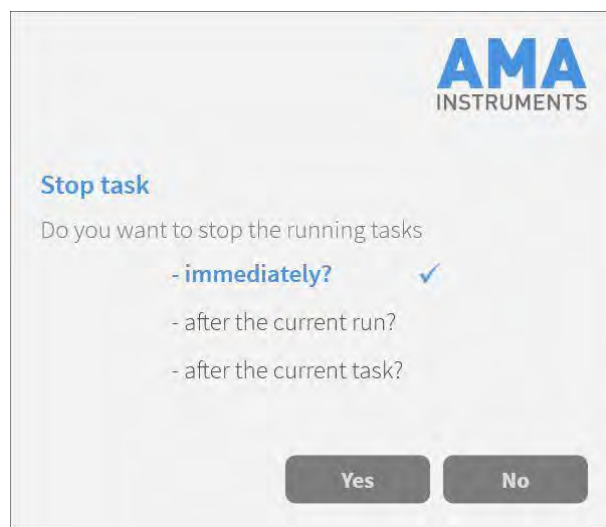 AMA
INSTRUMENTS
Stop task
Do you want to stop the running tasks
- immediately? ✓
- after the current run?
- after the current task?
Yes No